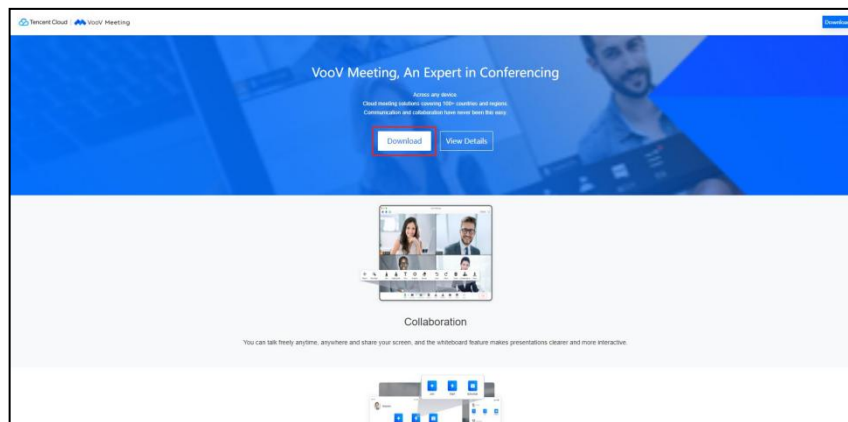 Tencent Cloud | VooV Meeting
Download
VooV Meeting, An Expert in Conferencing
Across any device.
Cloud meeting solutions covering 100+ countries and regions.
Communication and collaboration have never been this easy.
Download View Details
Collaboration
You can talk freely anytime, anywhere and share your screen, and the whiteboard feature makes presentations clearer and more interactive.